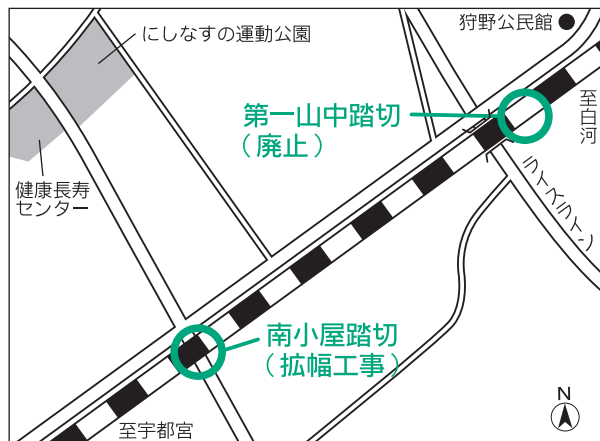 にしなすの運動公園
狩野公民館
第一山中踏切
（廃止）
至白河
健康長寿
センター
ライスライン
南小屋踏切
（拡幅工事）
至宇都宮
N